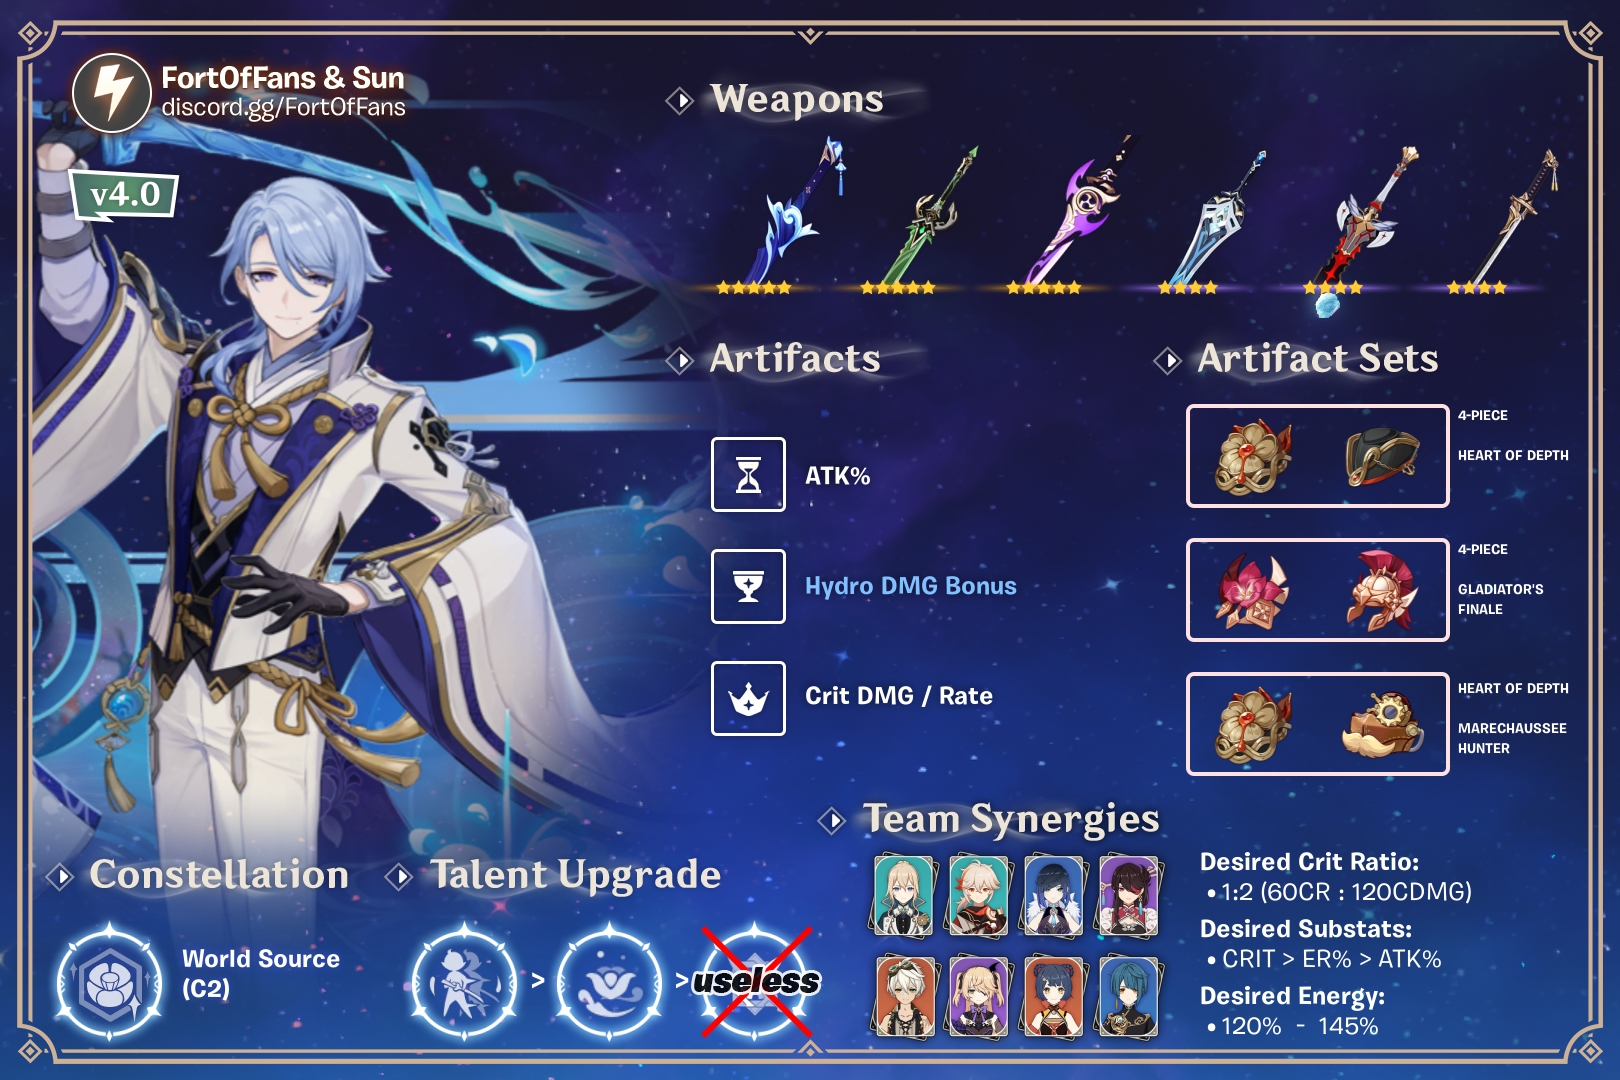 FortOfFans & Sun
discord.gg/FortOfFans
v4.0
Weapons
Artifacts
ATK%
Hydro DMG Bonus
Crit DMG / Rate
Artifact Sets
4-PIECE
HEART OF DEPTH
4-PIECE
GLADIATOR'S
FINALE
HEART OF DEPTH
MARECHAUSSEE
HUNTER
Constellation
World Source
(C2)
Talent Upgrade
> > useless
Team Synergies
Desired Crit Ratio:
• 1:2 (60CR : 120CDMG)
Desired Substats:
• CRIT > ER% > ATK%
Desired Energy:
• 120% - 145%